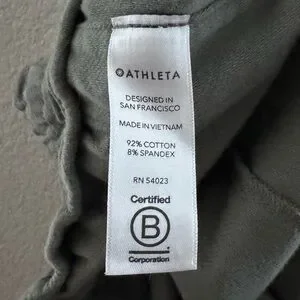 ATHLETA
DESIGNED IN
SAN FRANCISCO
MADE IN VIETNAM
92% COTTON
8% SPANDEX
RN 54023
Certified
B
Corporation